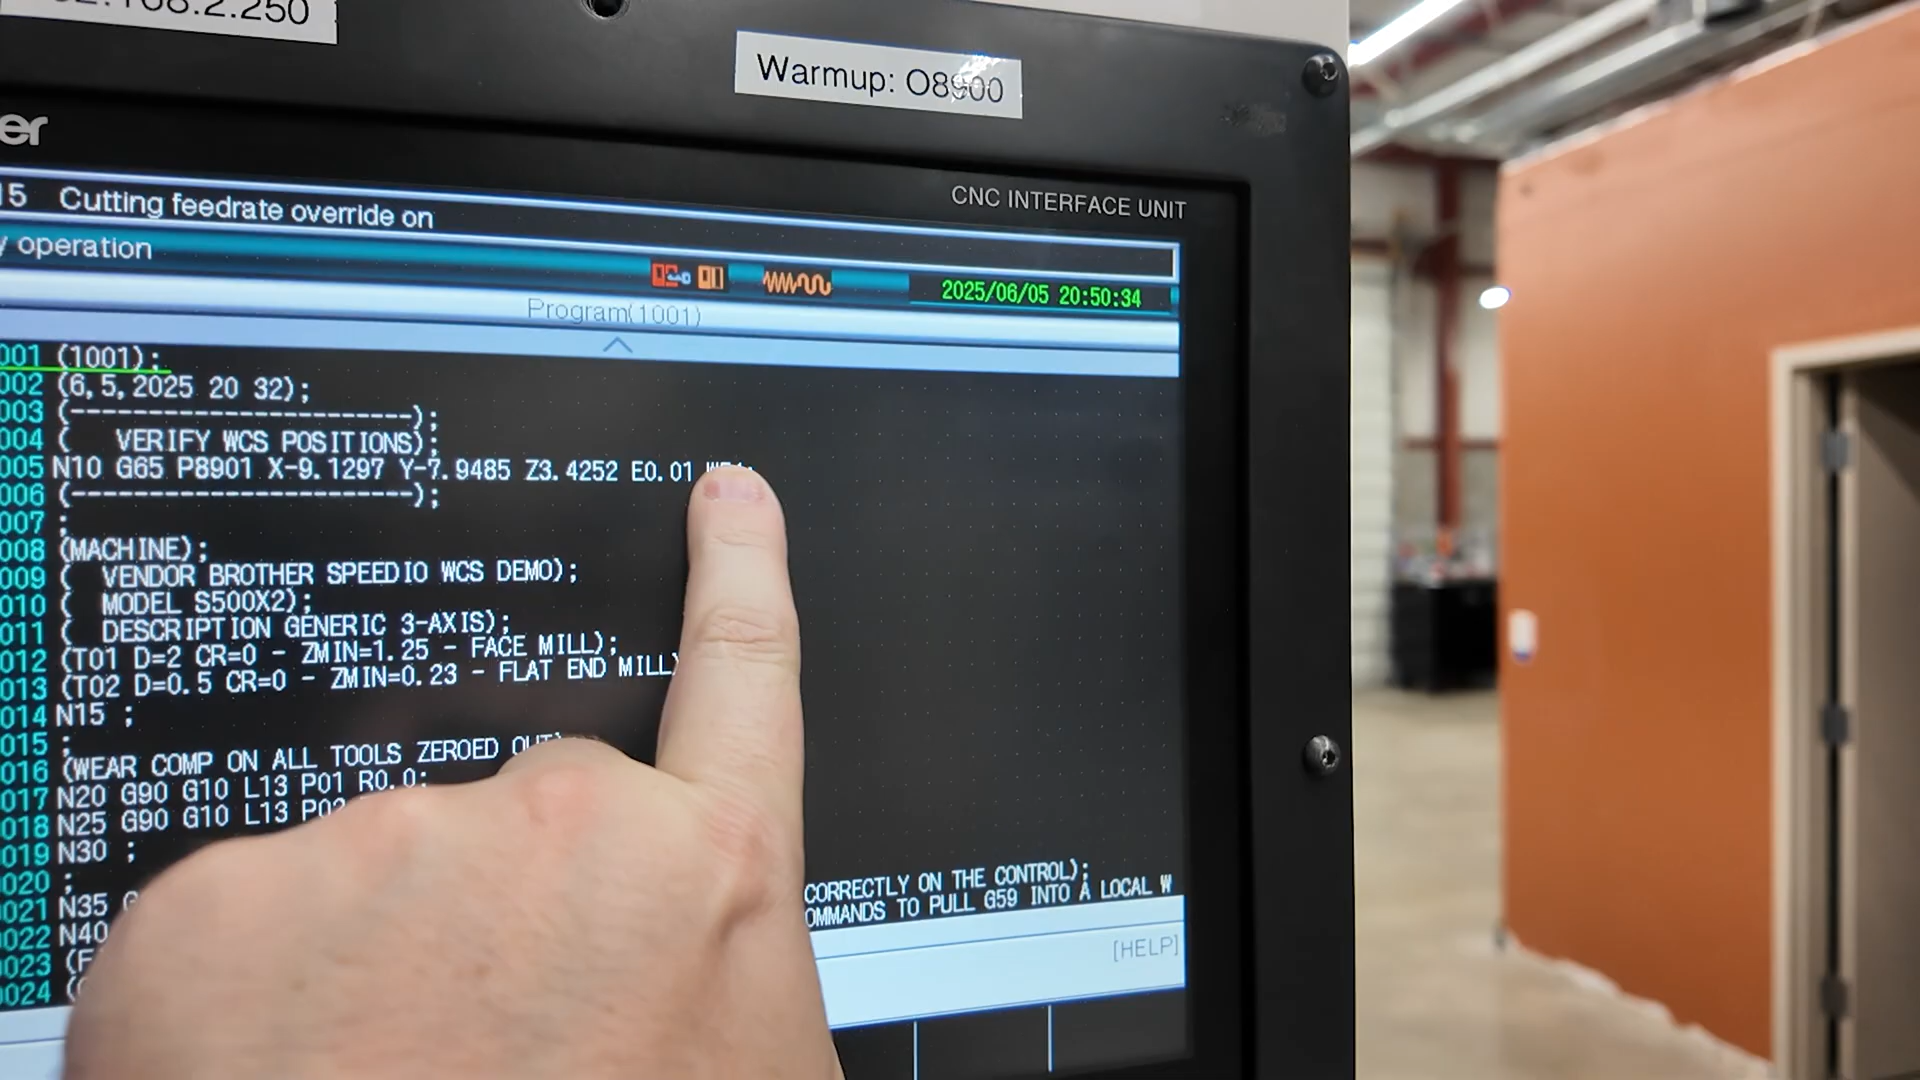 .168.2.250
Warmup: O8900
er
CNC INTERFACE UNIT
15 Cutting feedrate override on
y operation
2025/06/05 20:50:34
Program(1001)
001 (1001);
002 (6,5,2025 20 32);
003 (----------------------);
004 ( VERIFY WCS POSITIONS);
005 N10 G65 P8901 X-9.1297 Y-7.9485 Z3.4252 E0.01
006 (----------------------);
007 ;
008 (MACHINE);
009 ( VENDOR BROTHER SPEEDIO WCS DEMO);
010 ( MODEL S500X2);
011 ( DESCRIPTION GENERIC 3-AXIS);
012 (T01 D=2 CR=0 - ZMIN=1.25 - FACE MILL);
013 (T02 D=0.5 CR=0 - ZMIN=0.23 - FLAT END MILL)
014 N15 ;
015 ;
016 (WEAR COMP ON ALL TOOLS ZEROED OUT)
017 N20 G90 G10 L13 P01 R0.0;
018 N25 G90 G10 L13 P02
019 N30 ;
020 ;
021 N35 G CORRECTLY ON THE CONTROL);
022 N40 OMMANDS TO PULL G59 INTO A LOCAL W
023 (F
024 (
[HELP]